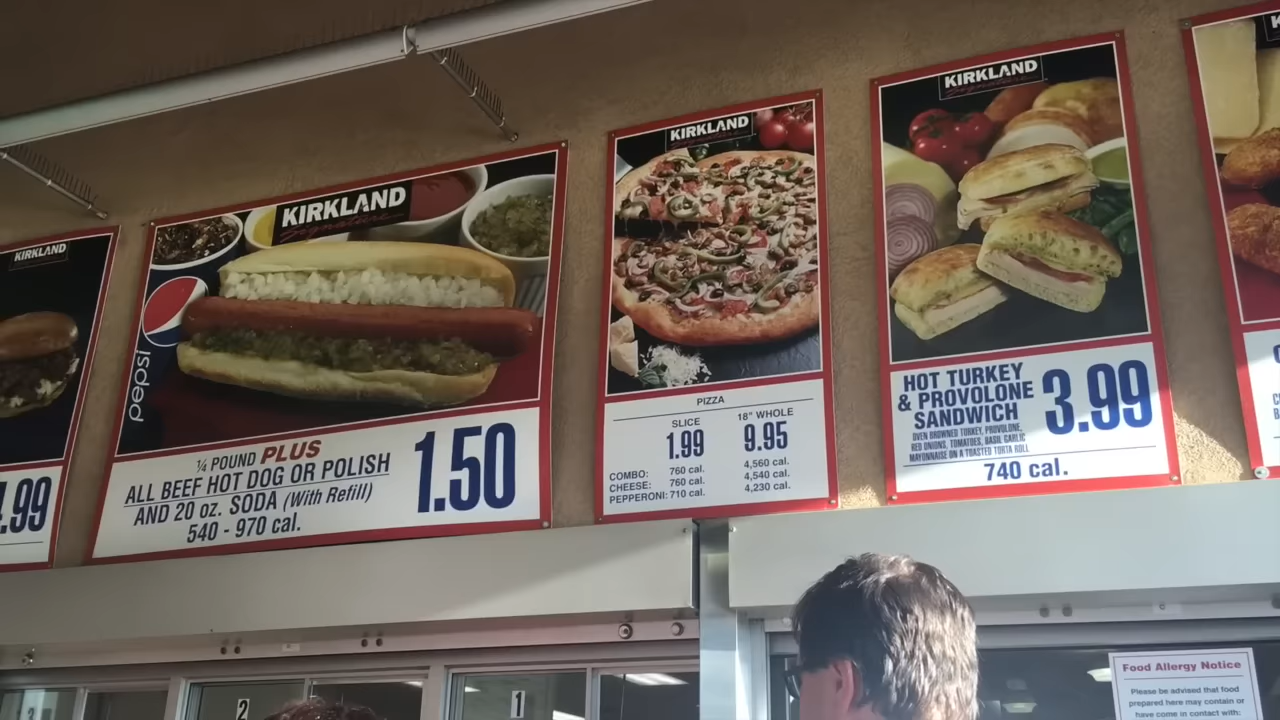 KIRKLAND
.99
KIRKLAND
Signature
pepsi
¼ POUND PLUS
ALL BEEF HOT DOG OR POLISH
AND 20 oz. SODA (With Refill)
540 - 970 cal.
1.50
KIRKLAND
Signature
PIZZA
SLICE 18" WHOLE
1.99 9.95
COMBO: 760 cal. 4,560 cal.
CHEESE: 760 cal. 4,540 cal.
PEPPERONI: 710 cal. 4,230 cal.
KIRKLAND
Signature
HOT TURKEY
& PROVOLONE
SANDWICH
3.99
OVEN BROWNED TURKEY, PROVOLONE,
RED ONIONS, TOMATOES, BASIL GARLIC
MAYONNAISE ON A TOASTED TORTA ROLL
740 cal.
2
1
Food Allergy Notice
Please be advised that food
prepared here may contain or
have come in contact with: